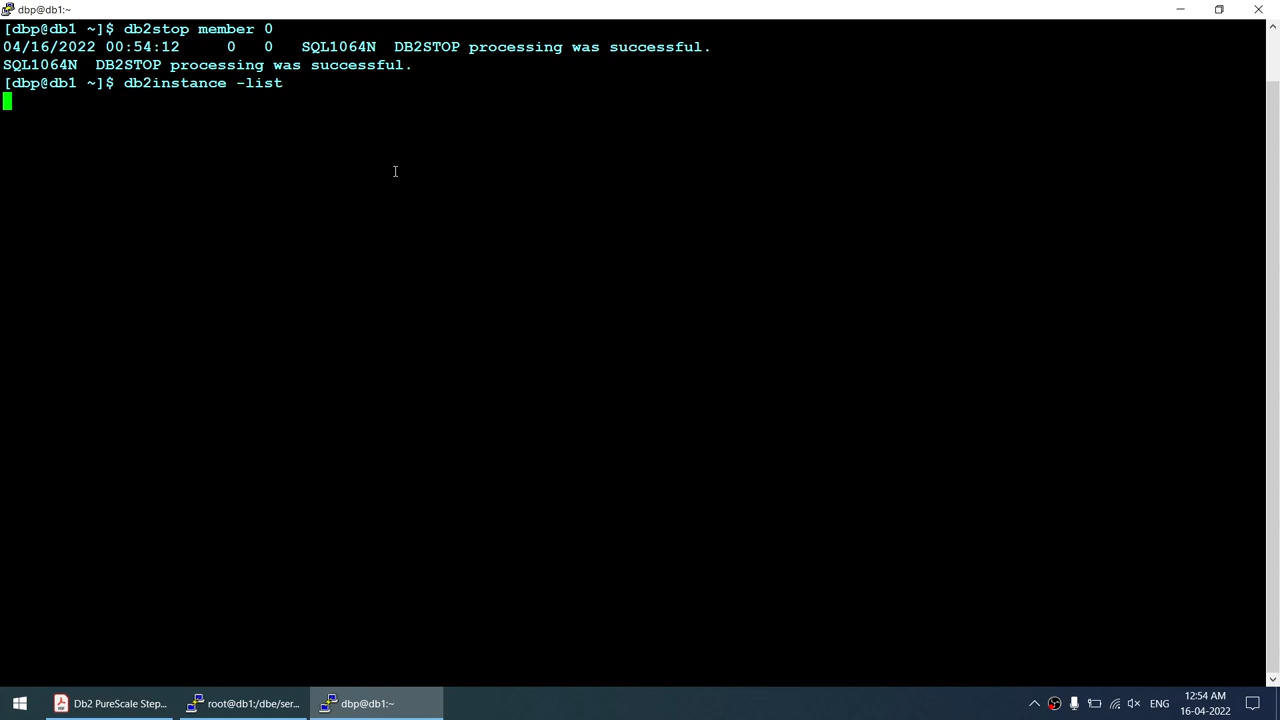 dbp@db1:~
[dbp@db1 ~]$ db2stop member 0
04/16/2022 00:54:12     0   0   SQL1064N  DB2STOP processing was successful.
SQL1064N  DB2STOP processing was successful.
[dbp@db1 ~]$ db2instance -list
Db2 PureScale Step...
root@db1:/dbe/ser...
dbp@db1:~
ENG
12:54 AM
16-04-2022